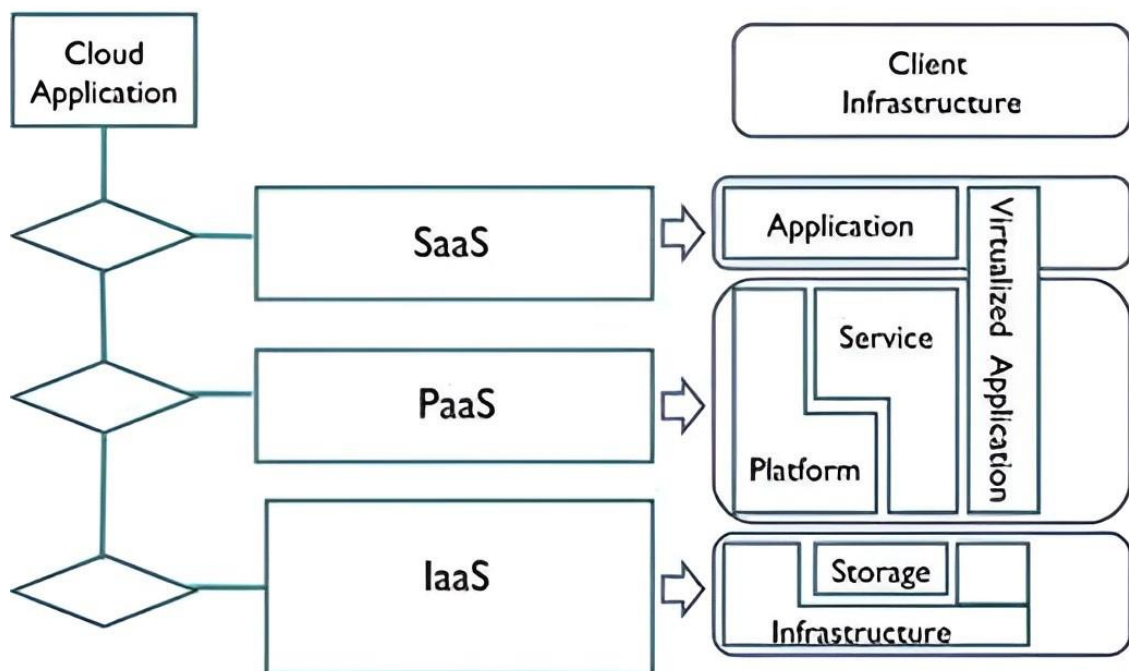 Cloud
Application
Client
Infrastructure
SaaS
Application
Virtualized Application
Service
PaaS
Platform
IaaS
Storage
Infrastructure